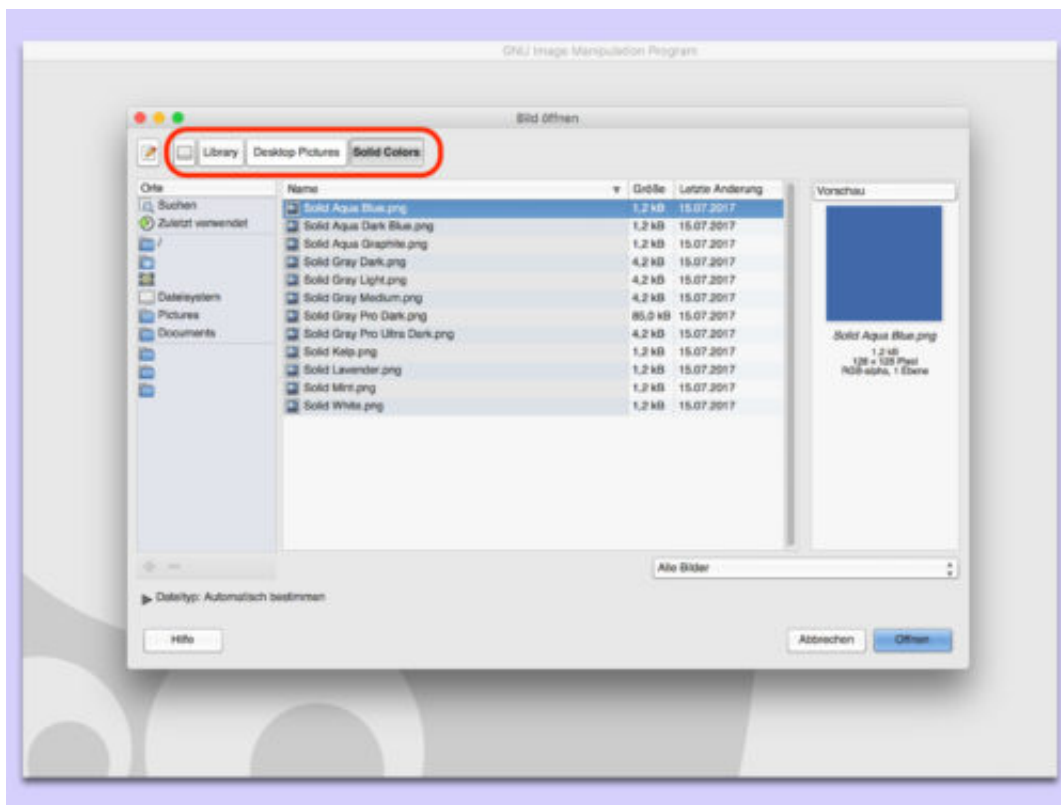 GNU Image Manipulation Program
Bild öffnen
Library Desktop Pictures Solid Colors
Orte Name Größe Letzte Änderung Vorschau
Suchen Solid Aqua Blue.png 1,2 kB 15.07.2017
Zuletzt verwendet Solid Aqua Dark Blue.png 1,2 kB 15.07.2017
/ Solid Aqua Graphite.png 1,2 kB 15.07.2017
Solid Gray Dark.png 4,2 kB 15.07.2017
Solid Gray Light.png 4,2 kB 15.07.2017
Dateisystem Solid Gray Medium.png 4,2 kB 15.07.2017
Pictures Solid Gray Pro Dark.png 85,0 kB 15.07.2017
Documents Solid Gray Pro Ultra Dark.png 4,2 kB 15.07.2017
Solid Kelp.png 1,2 kB 15.07.2017
Solid Lavender.png 1,2 kB 15.07.2017
Solid Mint.png 1,2 kB 15.07.2017
Solid White.png 1,2 kB 15.07.2017
Solid Aqua Blue.png
1,2 kB
128 × 128 Pixel
RGB-alpha, 1 Ebene
Alle Bilder
Dateityp: Automatisch bestimmen
Hilfe Abbrechen Öffnen